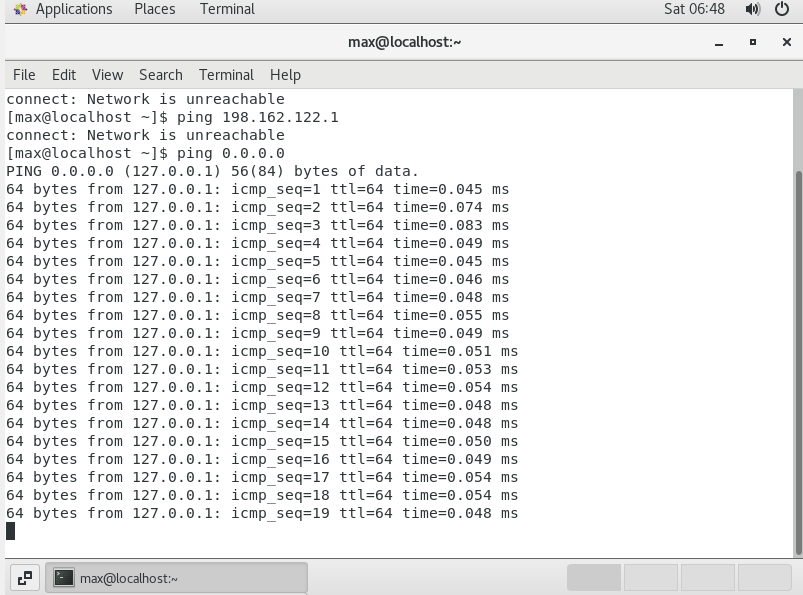 Applications Places Terminal Sat 06:48
max@localhost:~
File Edit View Search Terminal Help
connect: Network is unreachable
[max@localhost ~]$ ping 198.162.122.1
connect: Network is unreachable
[max@localhost ~]$ ping 0.0.0.0
PING 0.0.0.0 (127.0.0.1) 56(84) bytes of data.
64 bytes from 127.0.0.1: icmp_seq=1 ttl=64 time=0.045 ms
64 bytes from 127.0.0.1: icmp_seq=2 ttl=64 time=0.074 ms
64 bytes from 127.0.0.1: icmp_seq=3 ttl=64 time=0.083 ms
64 bytes from 127.0.0.1: icmp_seq=4 ttl=64 time=0.049 ms
64 bytes from 127.0.0.1: icmp_seq=5 ttl=64 time=0.045 ms
64 bytes from 127.0.0.1: icmp_seq=6 ttl=64 time=0.046 ms
64 bytes from 127.0.0.1: icmp_seq=7 ttl=64 time=0.048 ms
64 bytes from 127.0.0.1: icmp_seq=8 ttl=64 time=0.055 ms
64 bytes from 127.0.0.1: icmp_seq=9 ttl=64 time=0.049 ms
64 bytes from 127.0.0.1: icmp_seq=10 ttl=64 time=0.051 ms
64 bytes from 127.0.0.1: icmp_seq=11 ttl=64 time=0.053 ms
64 bytes from 127.0.0.1: icmp_seq=12 ttl=64 time=0.054 ms
64 bytes from 127.0.0.1: icmp_seq=13 ttl=64 time=0.048 ms
64 bytes from 127.0.0.1: icmp_seq=14 ttl=64 time=0.048 ms
64 bytes from 127.0.0.1: icmp_seq=15 ttl=64 time=0.050 ms
64 bytes from 127.0.0.1: icmp_seq=16 ttl=64 time=0.049 ms
64 bytes from 127.0.0.1: icmp_seq=17 ttl=64 time=0.054 ms
64 bytes from 127.0.0.1: icmp_seq=18 ttl=64 time=0.054 ms
64 bytes from 127.0.0.1: icmp_seq=19 ttl=64 time=0.048 ms
max@localhost:~